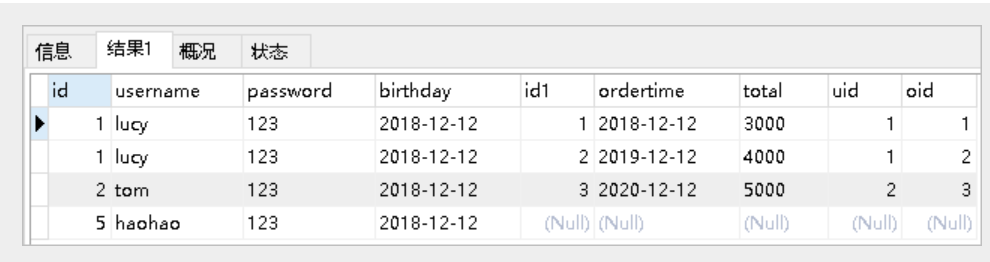 信息 结果1 概况 状态
id username password birthday id1 ordertime total uid oid
1 lucy 123 2018-12-12 1 2018-12-12 3000 1 1
1 lucy 123 2018-12-12 2 2019-12-12 4000 1 2
2 tom 123 2018-12-12 3 2020-12-12 5000 2 3
5 haohao 123 2018-12-12 (Null) (Null) (Null) (Null) (Null)